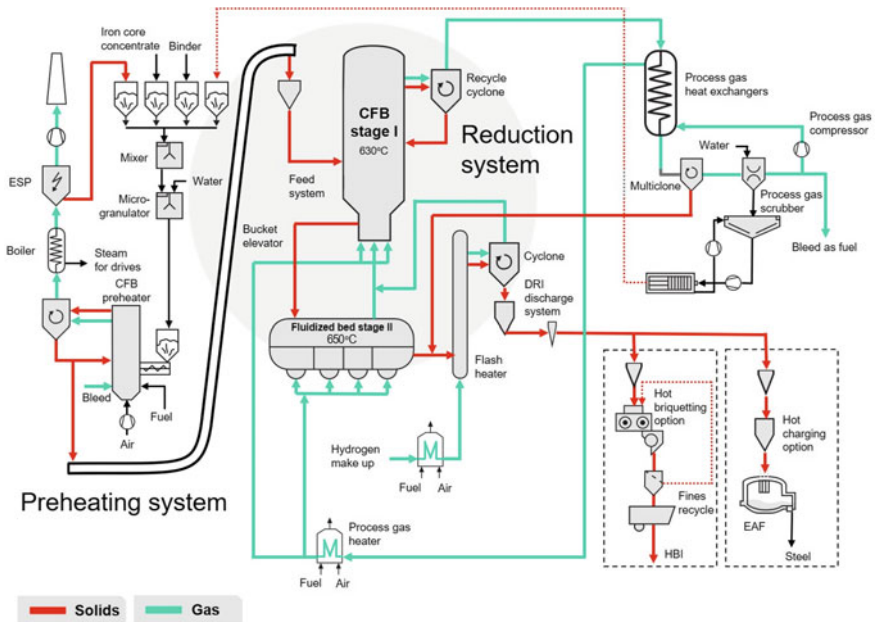 Iron core
concentrate
Binder
ESP
Mixer
Micro-
granulator
Water
Boiler
Steam
for drives
CFB
preheater
Bleed
Fuel
Air
Preheating system
Feed
system
Bucket
elevator
CFB
stage I
630°C
Recycle
cyclone
Reduction
system
Process gas
heat exchangers
Process gas
compressor
Water
Multiclone
Process gas
scrubber
Bleed as fuel
Cyclone
DRI
discharge
system
Fluidized bed stage II
650°C
Flash
heater
Hydrogen
make up
Fuel
Air
Process gas
heater
Fuel
Air
Hot
briquetting
option
Fines
recycle
HBI
Hot
charging
option
EAF
Steel
Solids
Gas